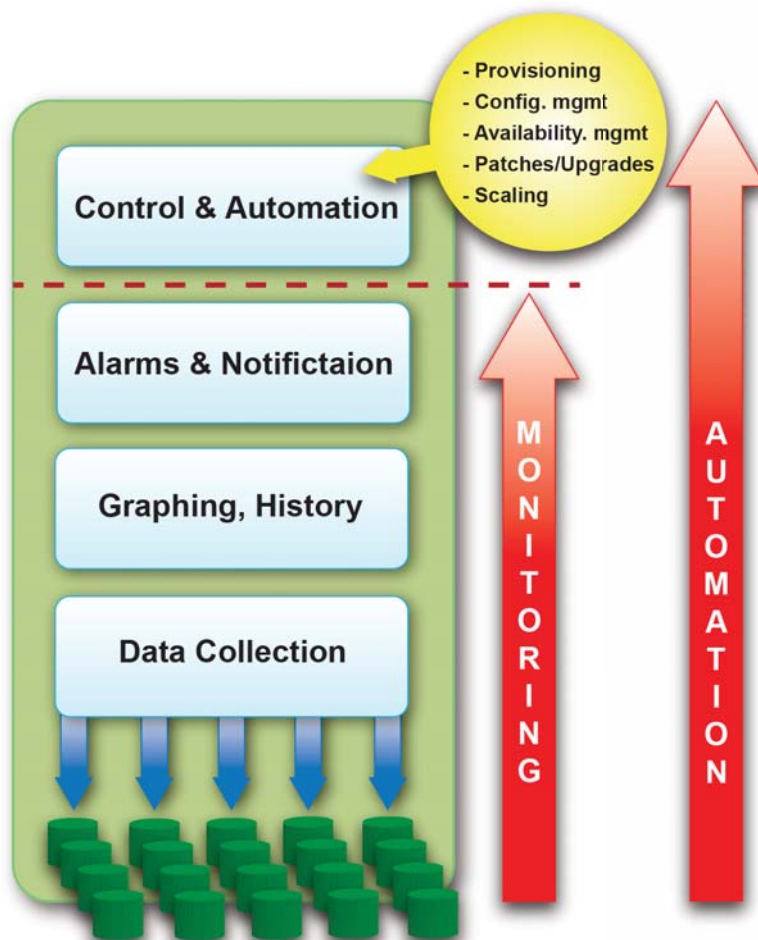 - Provisioning
- Config. mgmt
- Availability. mgmt
- Patches/Upgrades
- Scaling
Control & Automation
Alarms & Notifictaion
Graphing, History
Data Collection
MONITORING
AUTOMATION